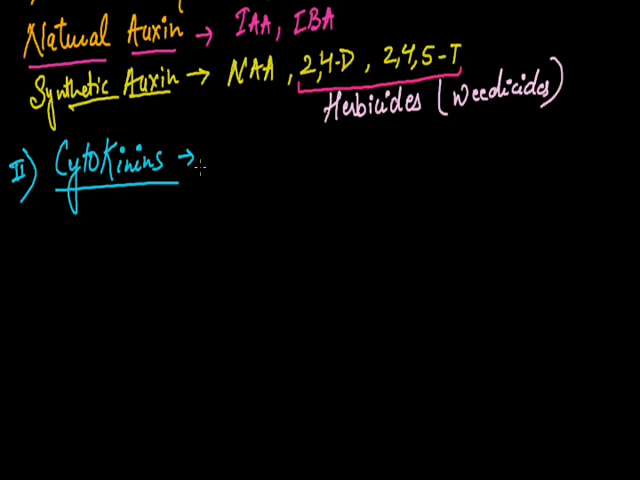 Natural Auxin → IAA, IBA
Synthetic Auxin → NAA, 2,4-D, 2,4,5-T
Herbicides (Weedicides)
II) Cytokinins →